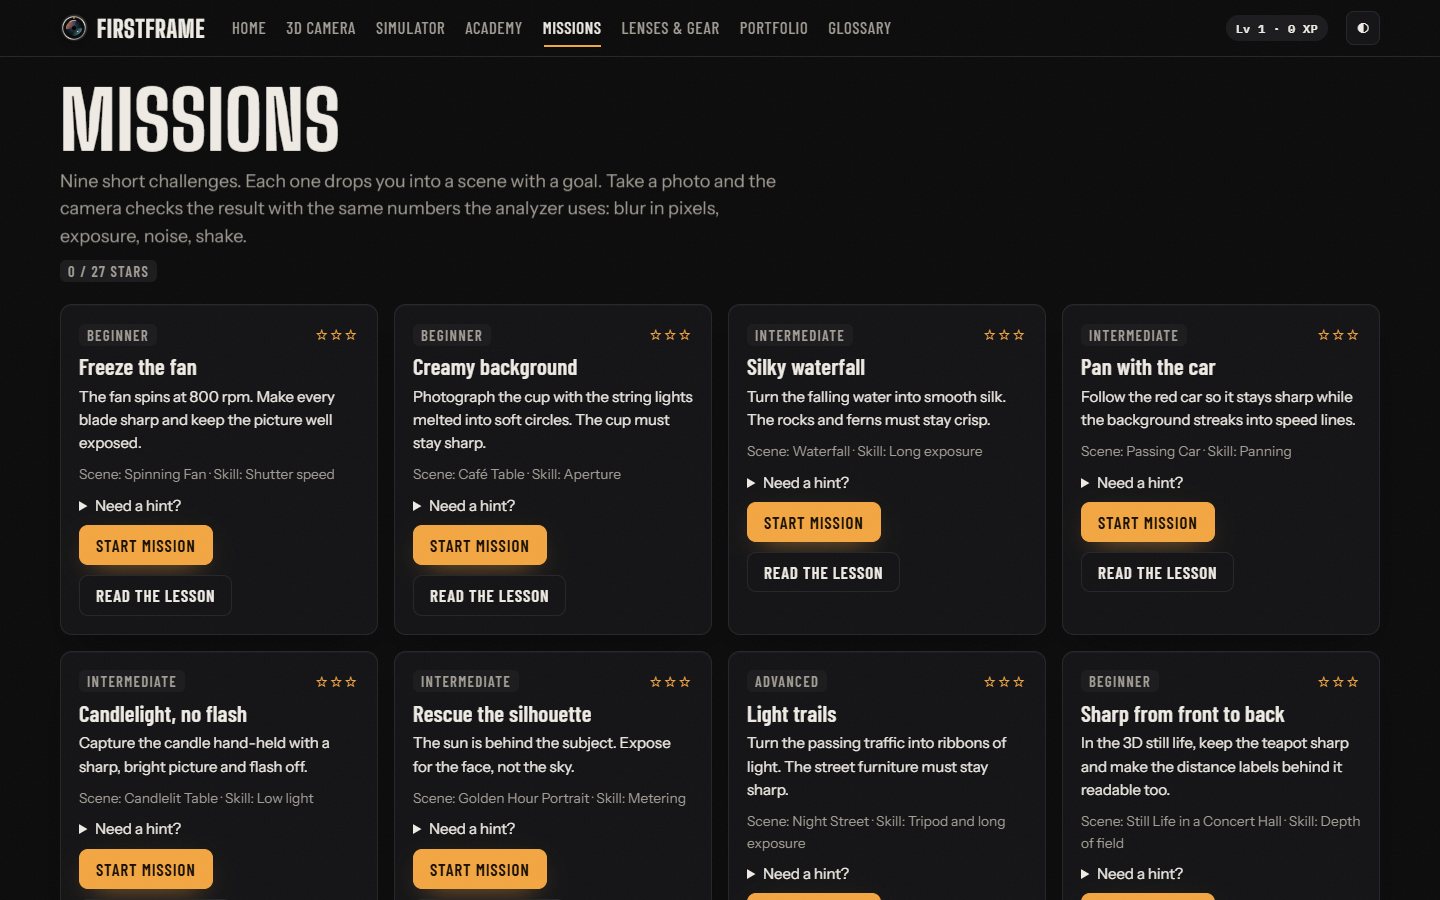 FIRSTFRAME
HOME
3D CAMERA
SIMULATOR
ACADEMY
MISSIONS
LENSES & GEAR
PORTFOLIO
GLOSSARY
Lv 1 · 0 XP
MISSIONS
Nine short challenges. Each one drops you into a scene with a goal. Take a photo and the
camera checks the result with the same numbers the analyzer uses: blur in pixels,
exposure, noise, shake.
0 / 27 STARS
BEGINNER
Freeze the fan
The fan spins at 800 rpm. Make every
blade sharp and keep the picture well
exposed.
Scene: Spinning Fan · Skill: Shutter speed
Need a hint?
START MISSION
READ THE LESSON
BEGINNER
Creamy background
Photograph the cup with the string lights
melted into soft circles. The cup must
stay sharp.
Scene: Café Table · Skill: Aperture
Need a hint?
START MISSION
READ THE LESSON
INTERMEDIATE
Silky waterfall
Turn the falling water into smooth silk.
The rocks and ferns must stay crisp.
Scene: Waterfall · Skill: Long exposure
Need a hint?
START MISSION
READ THE LESSON
INTERMEDIATE
Pan with the car
Follow the red car so it stays sharp while
the background streaks into speed lines.
Scene: Passing Car · Skill: Panning
Need a hint?
START MISSION
READ THE LESSON
INTERMEDIATE
Candlelight, no flash
Capture the candle hand-held with a
sharp, bright picture and flash off.
Scene: Candlelit Table · Skill: Low light
Need a hint?
START MISSION
INTERMEDIATE
Rescue the silhouette
The sun is behind the subject. Expose
for the face, not the sky.
Scene: Golden Hour Portrait · Skill: Metering
Need a hint?
START MISSION
ADVANCED
Light trails
Turn the passing traffic into ribbons of
light. The street furniture must stay
sharp.
Scene: Night Street · Skill: Tripod and long
exposure
Need a hint?
BEGINNER
Sharp from front to back
In the 3D still life, keep the teapot sharp
and make the distance labels behind it
readable too.
Scene: Still Life in a Concert Hall · Skill: Depth
of field
Need a hint?